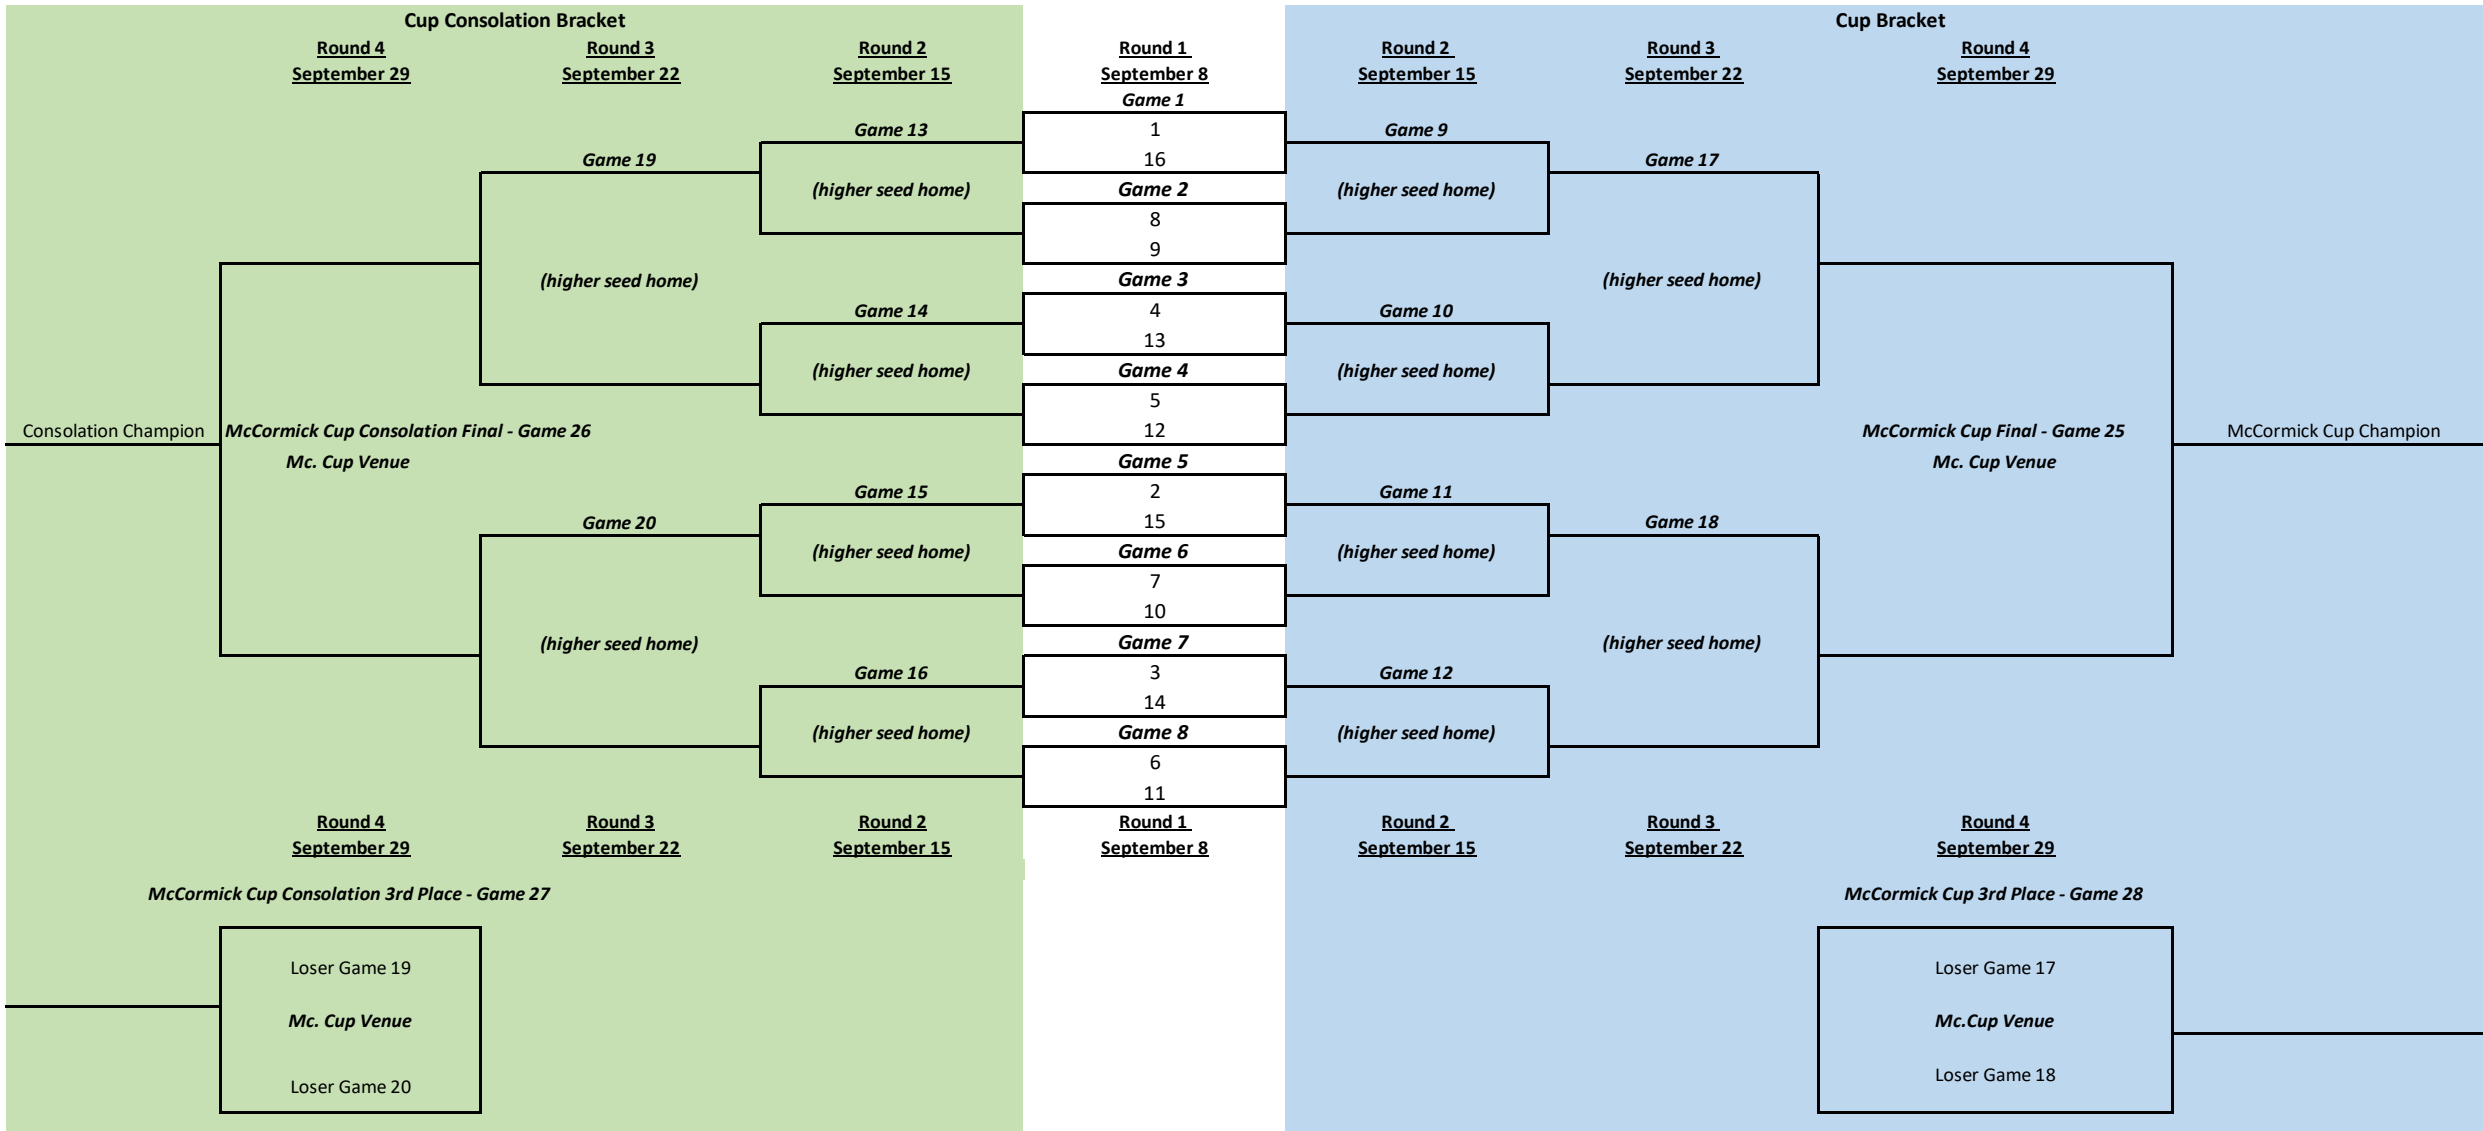 Cup Consolation Bracket
Cup Bracket
Round 4
Round 3
Round 2
Round 1
Round 2
Round 3
Round 4
September 29
September 22
September 15
September 8
September 15
September 22
September 29
Game 1
Game 13
1
Game 9
Game 19
16
Game 17
(higher seed home)
Game 2
(higher seed home)
8
9
(higher seed home)
Game 3
(higher seed home)
Game 14
4
Game 10
13
(higher seed home)
Game 4
(higher seed home)
5
Consolation Champion
McCormick Cup Consolation Final - Game 26
12
McCormick Cup Final - Game 25
McCormick Cup Champion
Mc. Cup Venue
Game 5
Mc. Cup Venue
Game 15
2
Game 11
Game 20
15
Game 18
(higher seed home)
Game 6
(higher seed home)
7
10
(higher seed home)
Game 7
(higher seed home)
Game 16
3
Game 12
14
(higher seed home)
Game 8
(higher seed home)
6
11
Round 4
Round 3
Round 2
Round 1
Round 2
Round 3
Round 4
September 29
September 22
September 15
September 8
September 15
September 22
September 29
McCormick Cup Consolation 3rd Place - Game 27
McCormick Cup 3rd Place - Game 28
Loser Game 19
Loser Game 17
Mc. Cup Venue
Mc.Cup Venue
Loser Game 20
Loser Game 18